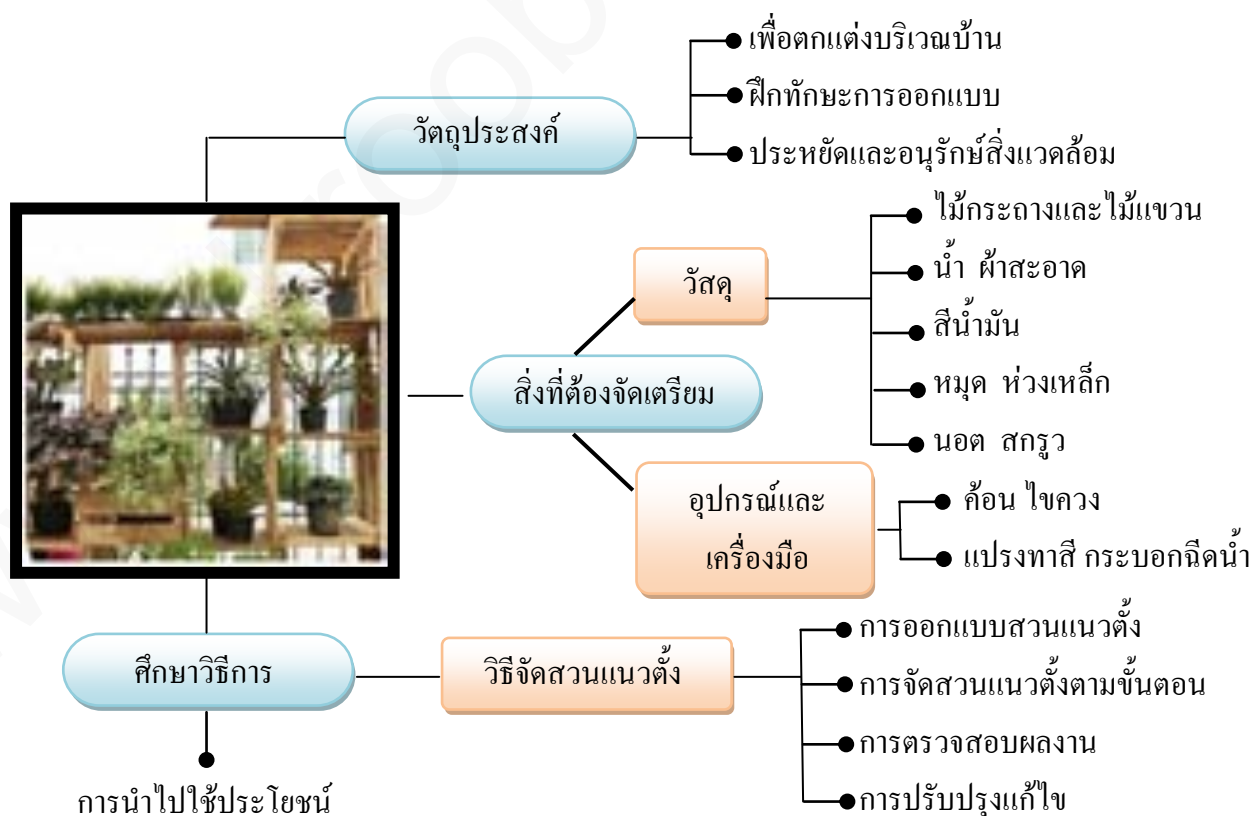 เพื่อตกแต่งบริเวณบ้าน
ฝึกทักษะการออกแบบ
วัตถุประสงค์
ประหยัดและอนุรักษ์สิ่งแวดล้อม
ไม้กระถางและไม้แขวน
วัสดุ
น้ำ ผ้าสะอาด
สีน้ำมัน
สิ่งที่ต้องจัดเตรียม
หมุด ห่วงเหล็ก
นอต สกรูว
อุปกรณ์และ
เครื่องมือ
ค้อน ไขควง
แปรงทาสี กระบอกฉีดน้ำ
ศึกษาวิธีการ
วิธีจัดสวนแนวตั้ง
การออกแบบสวนแนวตั้ง
การจัดสวนแนวตั้งตามขั้นตอน
การตรวจสอบผลงาน
การปรับปรุงแก้ไข
การนำไปใช้ประโยชน์